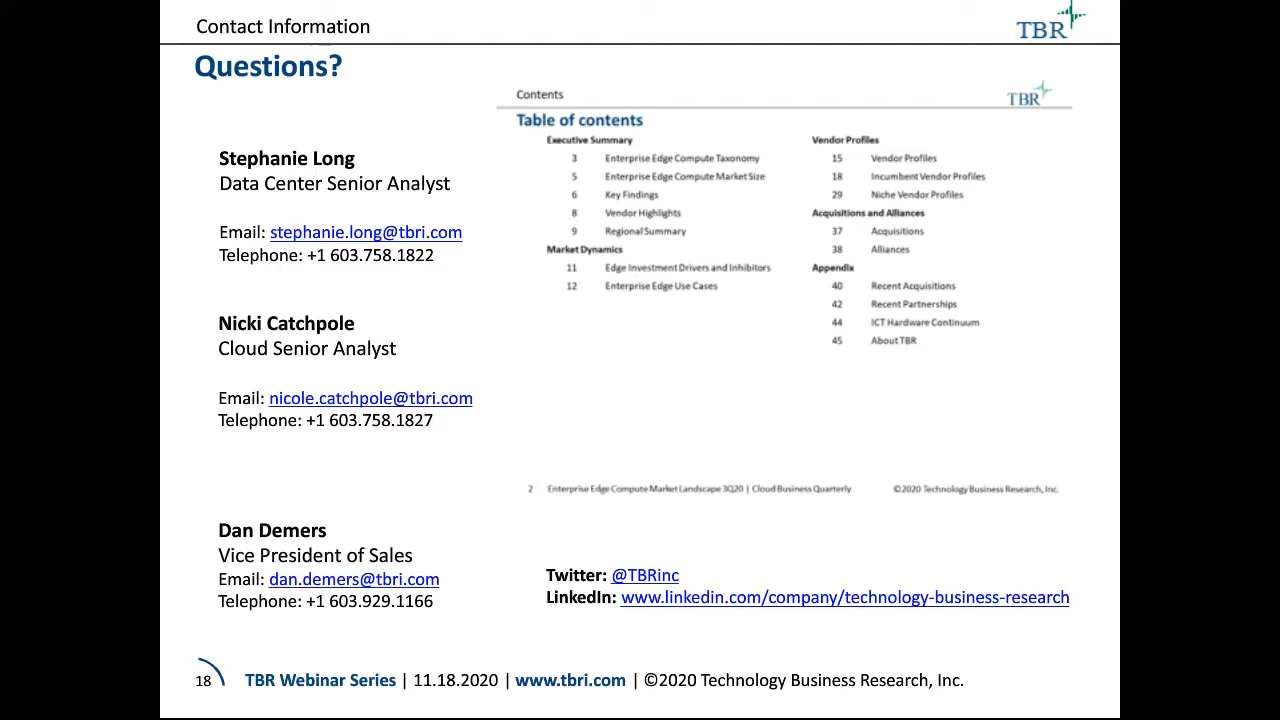 Contact Information
TBR
Questions?
Stephanie Long
Data Center Senior Analyst
Email: stephanie.long@tbri.com
Telephone: +1 603.758.1822
Nicki Catchpole
Cloud Senior Analyst
Email: nicole.catchpole@tbri.com
Telephone: +1 603.758.1827
Dan Demers
Vice President of Sales
Email: dan.demers@tbri.com
Telephone: +1 603.929.1166
Contents
TBR
Table of contents
Executive Summary
3 Enterprise Edge Compute Taxonomy
5 Enterprise Edge Compute Market Size
6 Key Findings
8 Vendor Highlights
9 Regional Summary
Market Dynamics
11 Edge Investment Drivers and Inhibitors
12 Enterprise Edge Use Cases
Vendor Profiles
15 Vendor Profiles
18 Incumbent Vendor Profiles
29 Niche Vendor Profiles
Acquisitions and Alliances
37 Acquisitions
38 Alliances
Appendix
40 Recent Acquisitions
42 Recent Partnerships
44 ICT Hardware Continuum
45 About TBR
2 Enterprise Edge Compute Market Landscape 3Q20 | Cloud Business Quarterly ©2020 Technology Business Research, Inc.
Twitter: @TBRinc
LinkedIn: www.linkedin.com/company/technology-business-research
18 TBR Webinar Series | 11.18.2020 | www.tbri.com | ©2020 Technology Business Research, Inc.